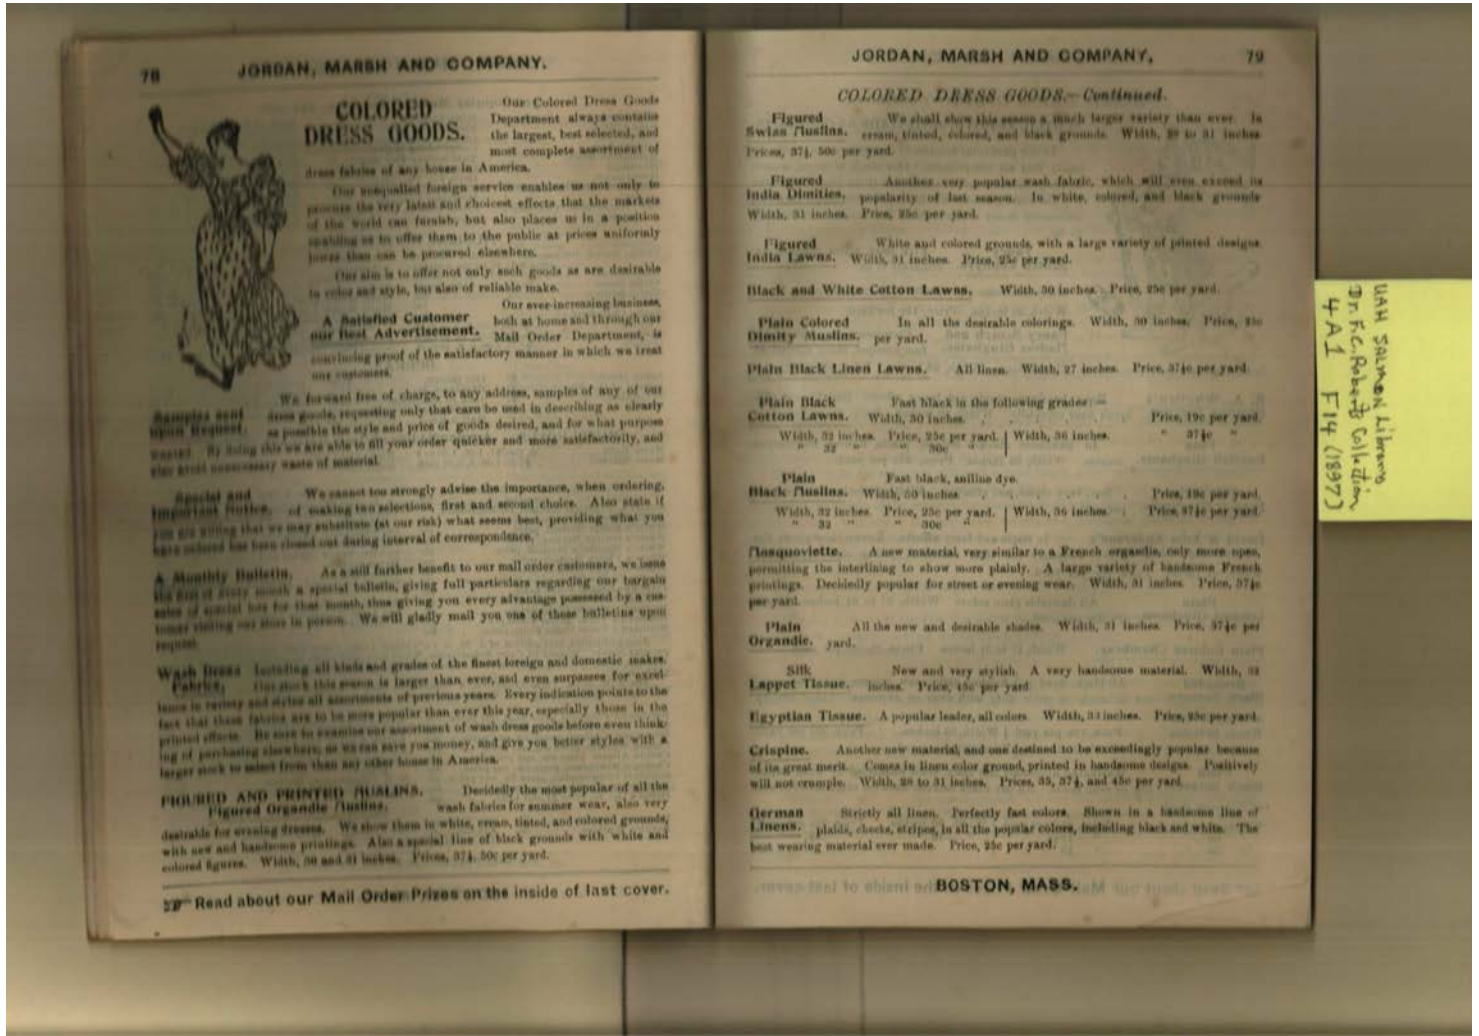 78 JORDAN, MARSH AND COMPANY.
COLORED
DRESS GOODS.
Our Colored Dress Goods
Department always contains
the largest, best selected, and
most complete assortment of
dress fabrics of any house in America.
Our unequalled foreign service enables us not only to
procure the very latest and choicest effects that the markets
of the world can furnish, but also places us in a position
enabling us to offer them to the public at prices uniformly
lower than can be procured elsewhere.
Our aim is to offer not only such goods as are desirable
in color and style, but also of reliable make.
A Satisfied Customer
our Best Advertisement.
Our ever-increasing business,
both at home and through our
Mail Order Department, is
convincing proof of the satisfactory manner in which we treat
our customers.
Samples sent
upon Request.
We forward free of charge, to any address, samples of any of our
dress goods, requesting only that care be used in describing as clearly
as possible the style and price of goods desired, and for what purpose
wanted. By doing this we are able to fill your order quicker and more satisfactorily, and
also avoid unnecessary waste of material.
Special and
Important Notice,
We cannot too strongly advise the importance, when ordering,
of making two selections, first and second choice. Also state if
you are willing that we may substitute (at our risk) what seems best, providing what you
have ordered has been closed out during interval of correspondence.
A Monthly Bulletin.
As a still further benefit to our mail order customers, we issue
the first of every month a special bulletin, giving full particulars regarding our bargain
sales of special lots for that month, thus giving you every advantage possessed by a cus-
tomer visiting our store in person. We will gladly mail you one of these bulletins upon
request.
Wash Dress
Fabrics,
Including all kinds and grades of the finest foreign and domestic makes.
Our stock this season is larger than ever, and even surpasses for excel-
lence in variety and styles all assortments of previous years. Every indication points to the
fact that these fabrics are to be more popular than ever this year, especially those in the
printed effects. Be sure to examine our assortment of wash dress goods before even think-
ing of purchasing elsewhere, as we can save you money, and give you better styles with a
larger stock to select from than any other house in America.
FIGURED AND PRINTED MUSLINS.
Figured Organdie Muslins.
Decidedly the most popular of all the
wash fabrics for summer wear, also very
desirable for evening dresses. We show them in white, cream, tinted, and colored grounds,
with new and handsome printings. Also a special line of black grounds with white and
colored figures. Width, 30 and 31 inches. Prices, 37½, 50c per yard.
Read about our Mail Order Prizes on the inside of last cover.
JORDAN, MARSH AND COMPANY, 79
COLORED DRESS GOODS.—Continued.
Figured
Swiss Muslins.
We shall show this season a much larger variety than ever. In
cream, tinted, colored, and black grounds. Width, 28 to 31 inches
Prices, 37½, 50c per yard.
Figured
India Dimities.
Another very popular wash fabric, which will even exceed its
popularity of last season. In white, colored, and black grounds
Width, 31 inches. Price, 25c per yard.
Figured
India Lawns.
White and colored grounds, with a large variety of printed designs.
Width, 31 inches. Price, 25c per yard.
Black and White Cotton Lawns. Width, 30 inches. Price, 25c per yard.
Plain Colored
Dimity Muslins.
In all the desirable colorings. Width, 30 inches. Price, 25c
per yard.
Plain Black Linen Lawns. All linen. Width, 27 inches. Price, 37½c per yard.
Plain Black
Cotton Lawns.
Fast black in the following grades:—
Width, 30 inches. Price, 19c per yard.
Width, 32 inches. Price, 25c per yard. | Width, 36 inches. " 37½c "
" 32 " " 30c "
Plain
Black Muslins.
Fast black, aniline dye.
Width, 30 inches. . . . . . Price, 19c per yard.
Width, 32 inches. Price, 25c per yard. | Width, 36 inches. . Price, 37½c per yard.
" 32 " " 30c "
Mosquoviette. A new material, very similar to a French organdie, only more open,
permitting the interlining to show more plainly. A large variety of handsome French
printings. Decidedly popular for street or evening wear. Width, 31 inches. Price, 37½c
per yard.
Plain
Organdie.
All the new and desirable shades. Width, 31 inches. Price, 37½c per
yard.
Silk
Lappet Tissue.
New and very stylish. A very handsome material. Width, 32
inches. Price, 45c per yard
Egyptian Tissue. A popular leader, all colors. Width, 32 inches. Price, 25c per yard.
Crispine. Another new material, and one destined to be exceedingly popular because
of its great merit. Comes in linen color ground, printed in handsome designs. Positively
will not crumple. Width, 28 to 31 inches. Prices, 35, 37½, and 45c per yard.
German
Linens.
Strictly all linen. Perfectly fast colors. Shown in a handsome line of
plaids, checks, stripes, in all the popular colors, including black and white. The
best wearing material ever made. Price, 25c per yard.
BOSTON, MASS.
UAH SALMON Library
Dr. F.C. Roberts Collection
4A1 F14 (1897)